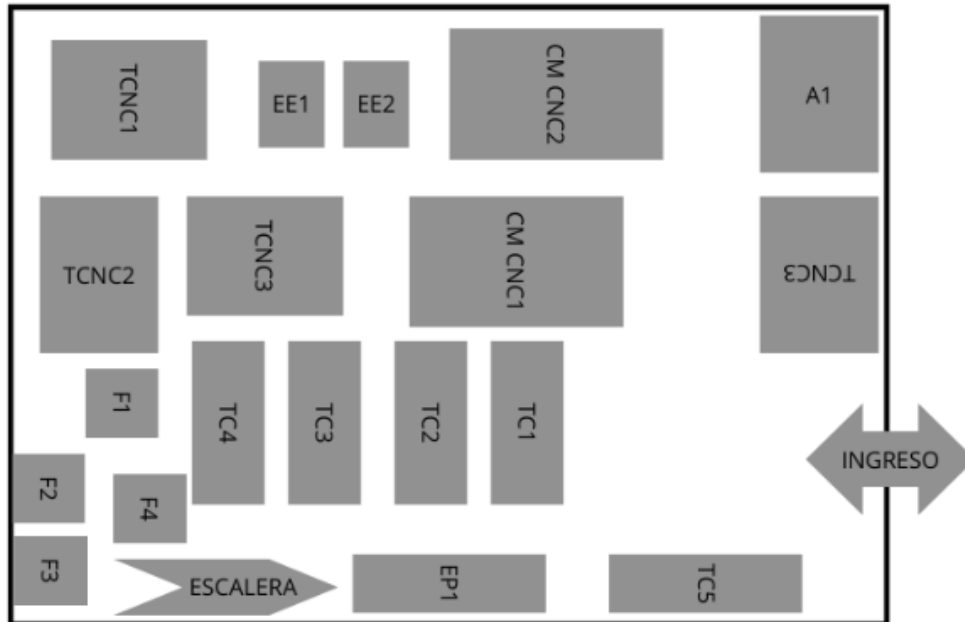 TCNC1
EE1
EE2
CM CNC2
A1
TCNC2
TCNC3
CM CNC1
TCNC3
F1
TC4
TC3
TC2
TC1
INGRESO
F2
F4
F3
ESCALERA
EP1
TC5